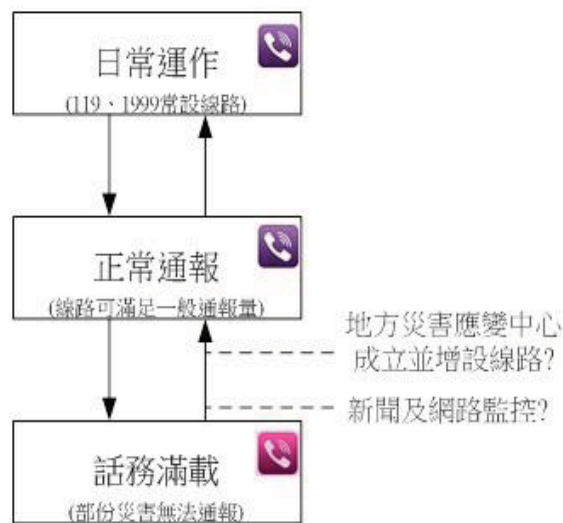 日常運作
(119、1999常設線路)
正常通報
(線路可滿足一般通報量)
地方災害應變中心
成立並增設線路?
新聞及網路監控?
話務滿載
(部份災害無法通報)